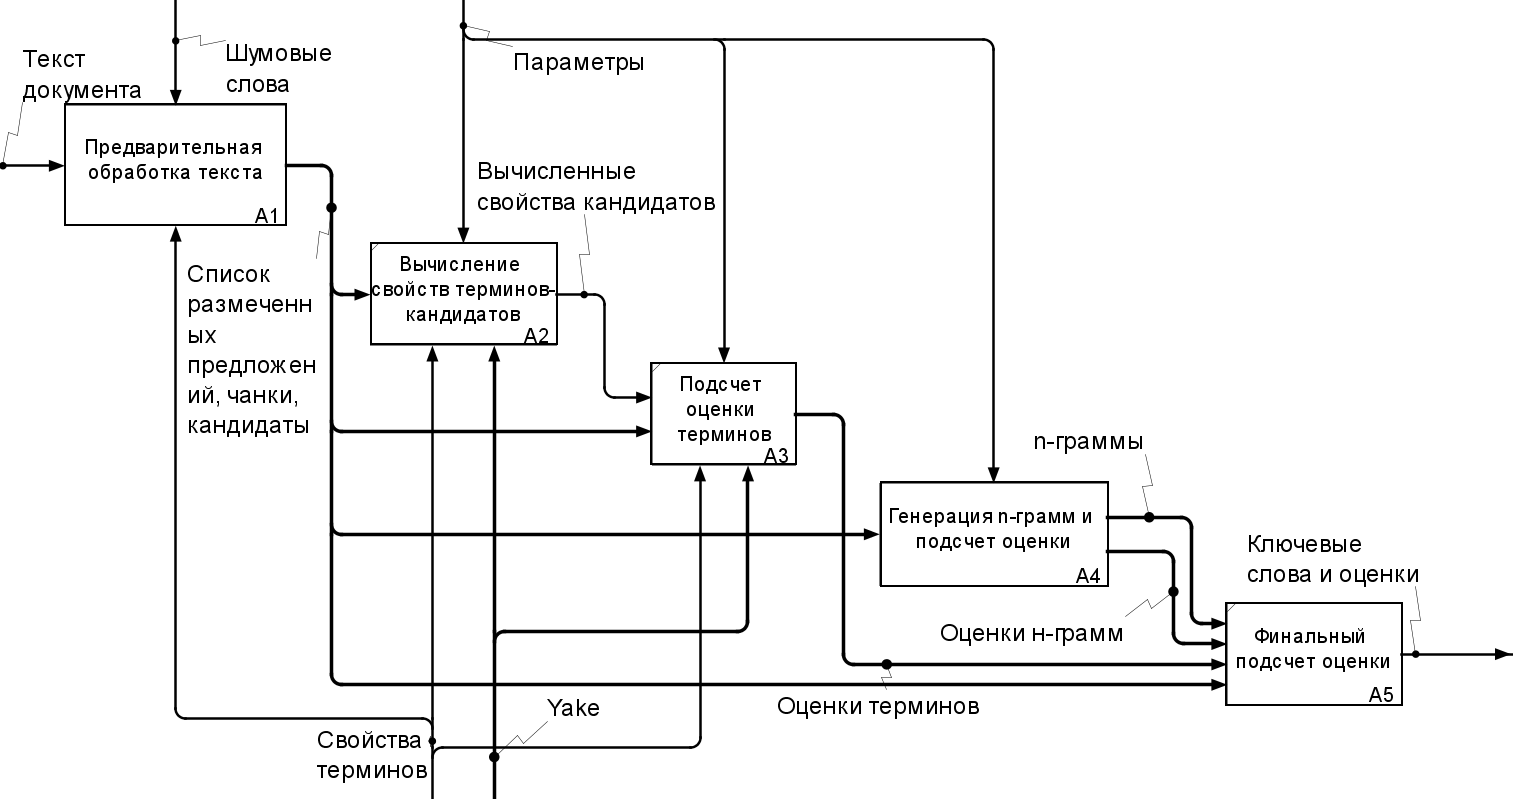 Текст
документа
Шумовые
слова
Параметры
Предварительная
обработка текста
A1
Вычисленные
свойства кандидатов
Список
размеченн
ых
предложен
ий, чанки,
кандидаты
Вычисление
свойств терминов-
кандидатов
A2
Подсчет
оценки
терминов
A3
n-граммы
Генерация n-грамм и
подсчет оценки
A4
Ключевые
слова и оценки
Оценки н-грамм
Финальный
подсчет оценки
A5
Оценки терминов
Yake
Свойства
терминов